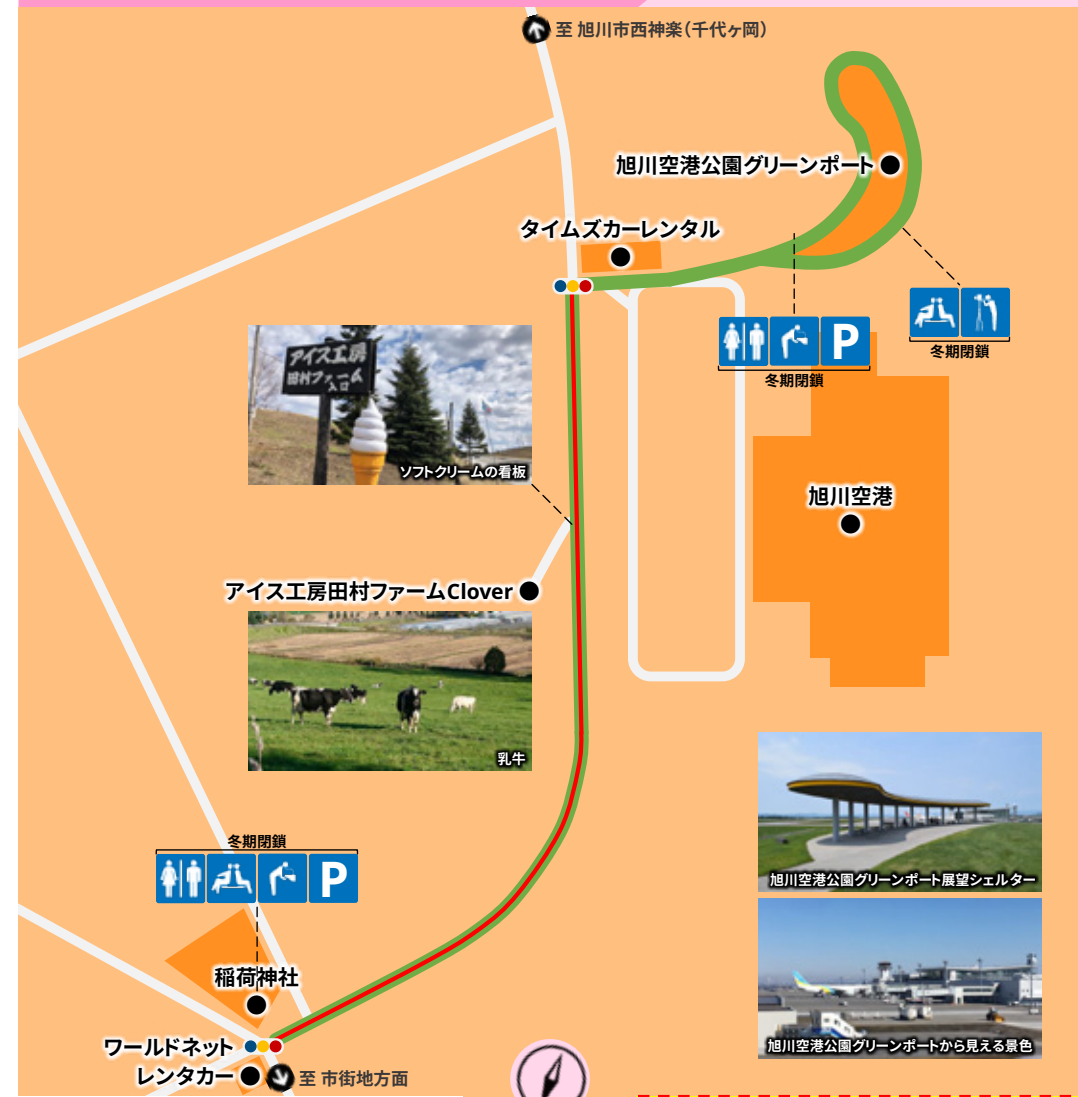 至 旭川市西神楽(千代ヶ岡)
旭川空港公園グリーンポート
タイムズカーレンタル
P
冬期閉鎖
冬期閉鎖
アイス工房
田村ファーム
入口
ソフトクリームの看板
旭川空港
アイス工房田村ファームClover
乳牛
冬期閉鎖
P
旭川空港公園グリーンポート展望シェルター
稲荷神社
ワールドネット
レンタカー
至 市街地方面
旭川空港公園グリーンポートから見える景色